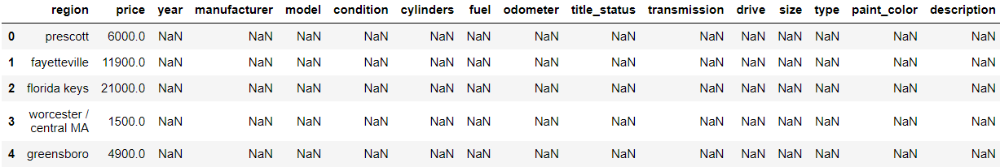 region price year manufacturer model condition cylinders fuel odometer title_status transmission drive size type paint_color description
0 prescott 6000.0 NaN NaN NaN NaN NaN NaN NaN NaN NaN NaN NaN NaN NaN NaN
1 fayetteville 11900.0 NaN NaN NaN NaN NaN NaN NaN NaN NaN NaN NaN NaN NaN NaN
2 florida keys 21000.0 NaN NaN NaN NaN NaN NaN NaN NaN NaN NaN NaN NaN NaN NaN
3 worcester /
central MA 1500.0 NaN NaN NaN NaN NaN NaN NaN NaN NaN NaN NaN NaN NaN NaN
4 greensboro 4900.0 NaN NaN NaN NaN NaN NaN NaN NaN NaN NaN NaN NaN NaN NaN